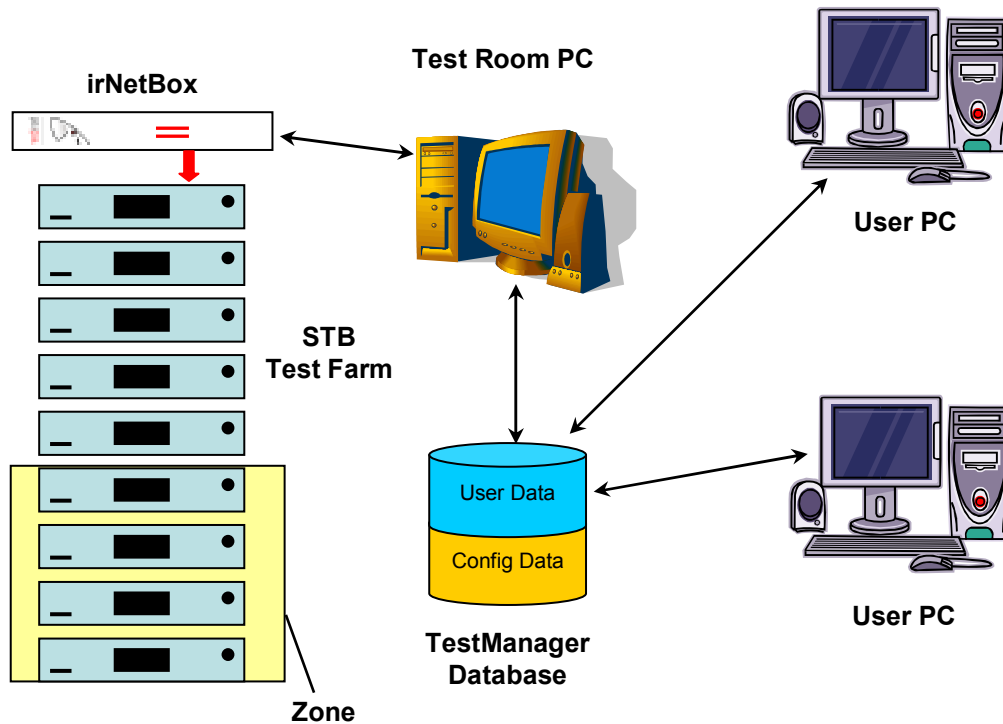 irNetBox
Test Room PC
User PC
STB
Test Farm
User Data
Config Data
TestManager
Database
User PC
Zone